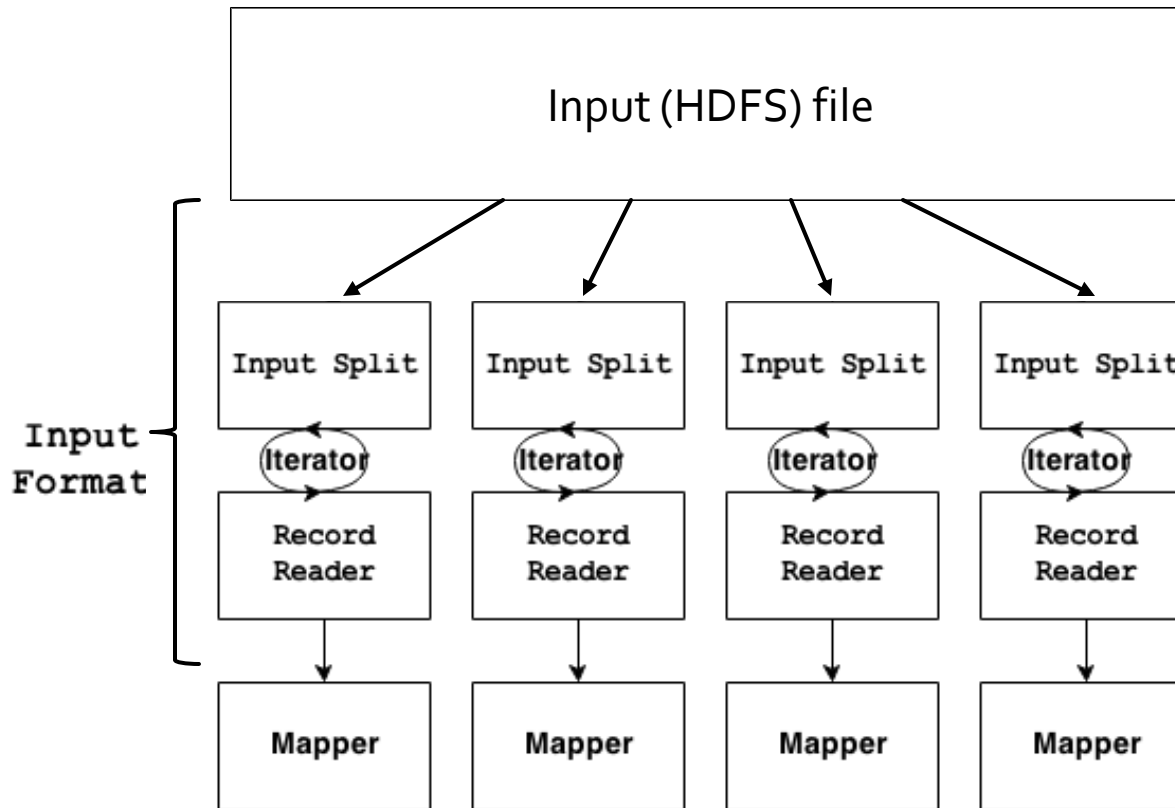 Input (HDFS) file
Input Split
Input Split
Input Split
Input Split
Input
Format
Iterator
Iterator
Iterator
Iterator
Record
Reader
Record
Reader
Record
Reader
Record
Reader
Mapper
Mapper
Mapper
Mapper